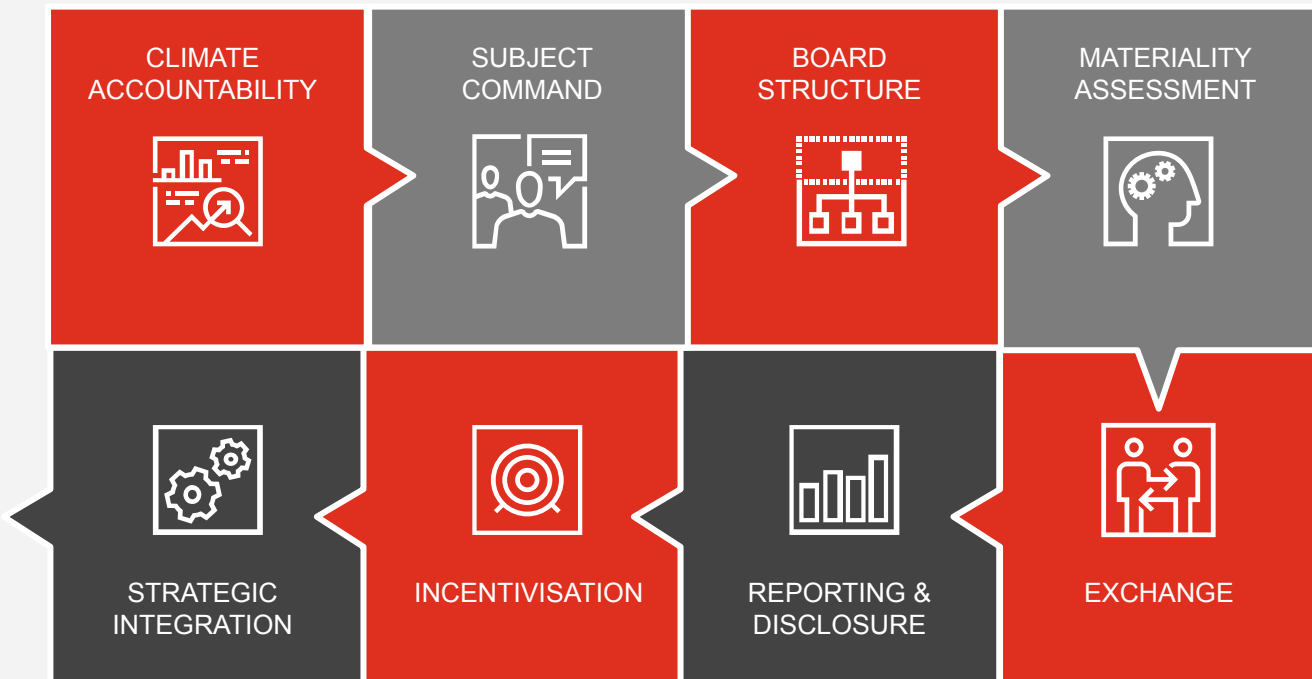 CLIMATE
ACCOUNTABILITY
SUBJECT
COMMAND
BOARD
STRUCTURE
MATERIALITY
ASSESSMENT
STRATEGIC
INTEGRATION
INCENTIVISATION
REPORTING &
DISCLOSURE
EXCHANGE